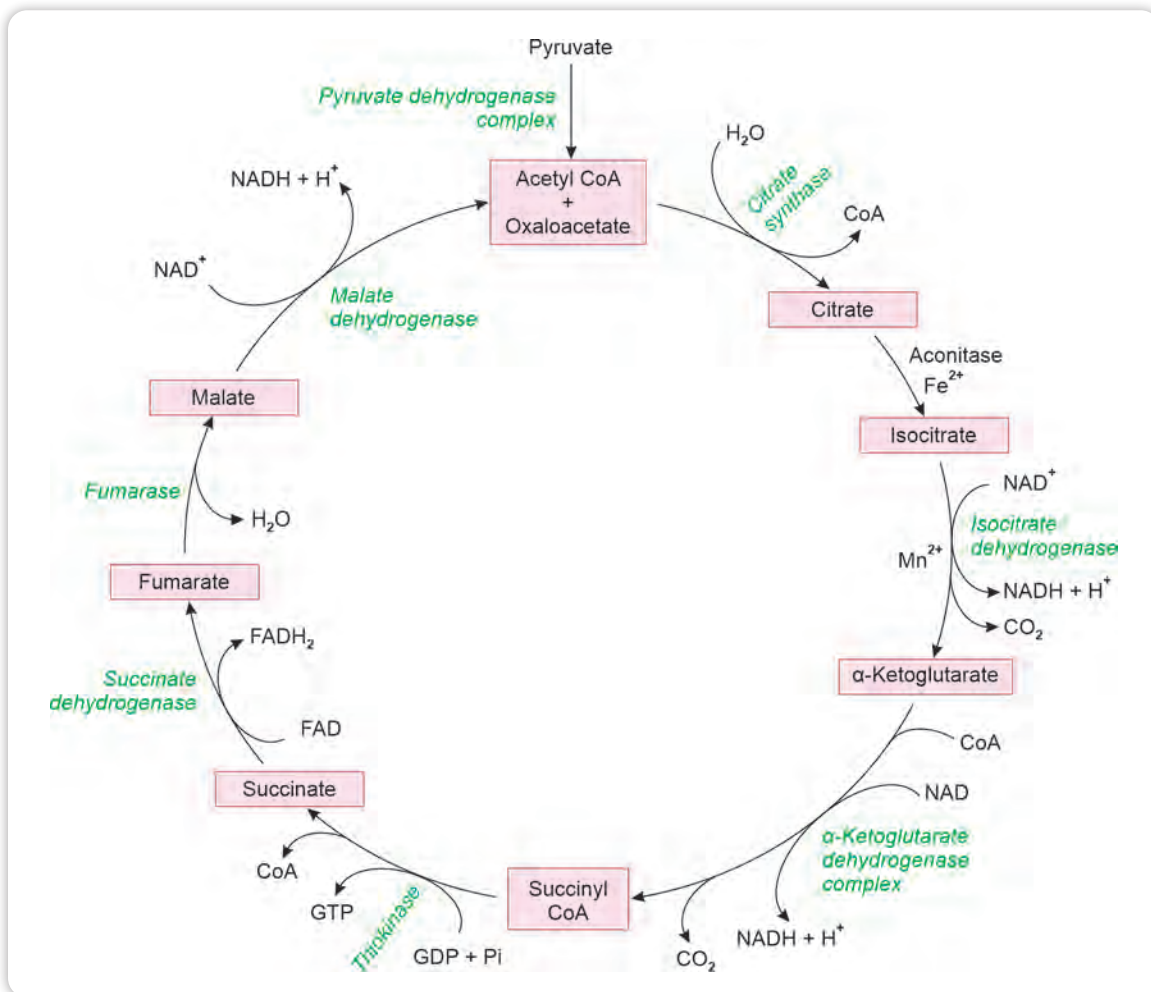 Pyruvate
Pyruvate dehydrogenase
complex
H₂O
Citrate
synthase
CoA
Acetyl CoA
+
Oxaloacetate
NADH + H⁺
NAD⁺
Malate
dehydrogenase
Citrate
Aconitase
Fe²⁺
Isocitrate
NAD⁺
Isocitrate
dehydrogenase
Mn²⁺
NADH + H⁺
CO₂
α-Ketoglutarate
CoA
NAD
α-Ketoglutarate
dehydrogenase
complex
NADH + H⁺
CO₂
Succinyl
CoA
GDP + Pi
Thiokinase
GTP
CoA
Succinate
FAD
Succinate
dehydrogenase
FADH₂
Fumarate
Fumarase
H₂O
Malate